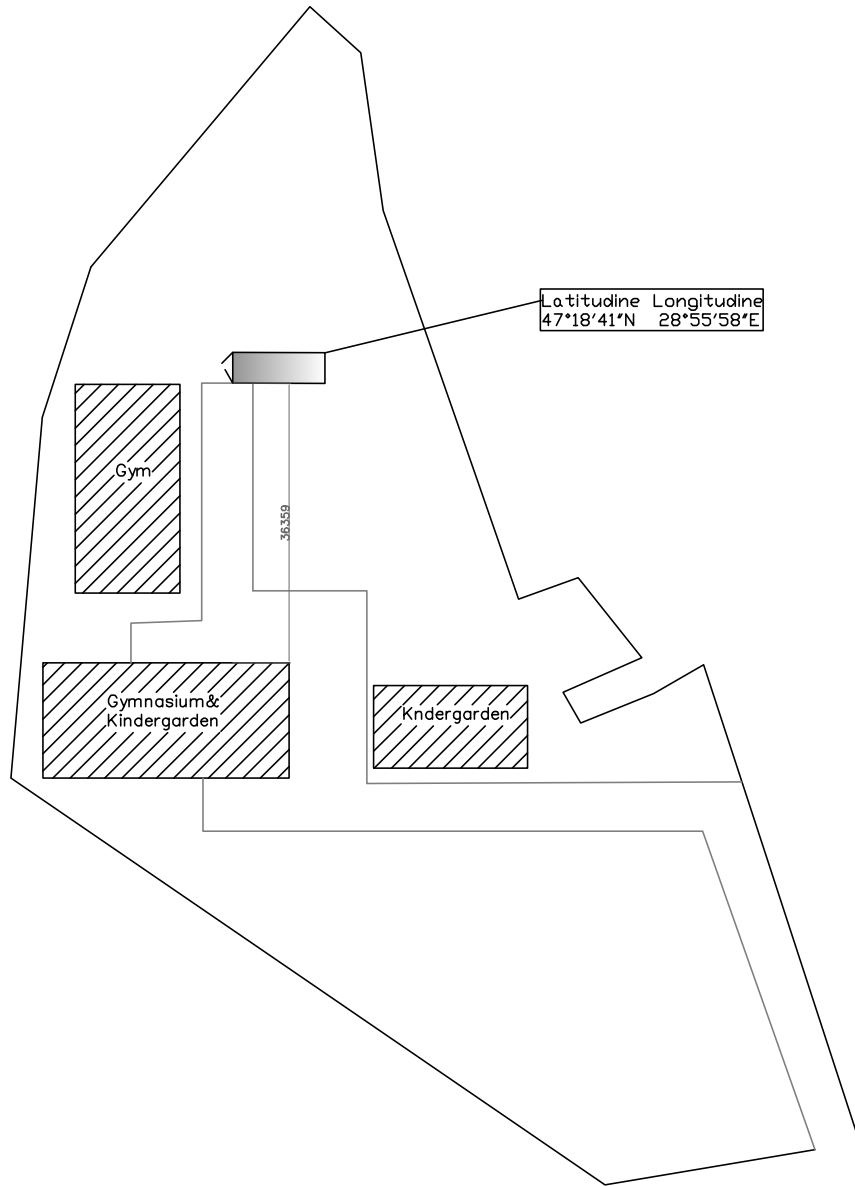 Latitudine Longitudine
47°18'41"N 28°55'58"E
Gym
36359
Gymnasium&
Kindergarden
Kndergarden